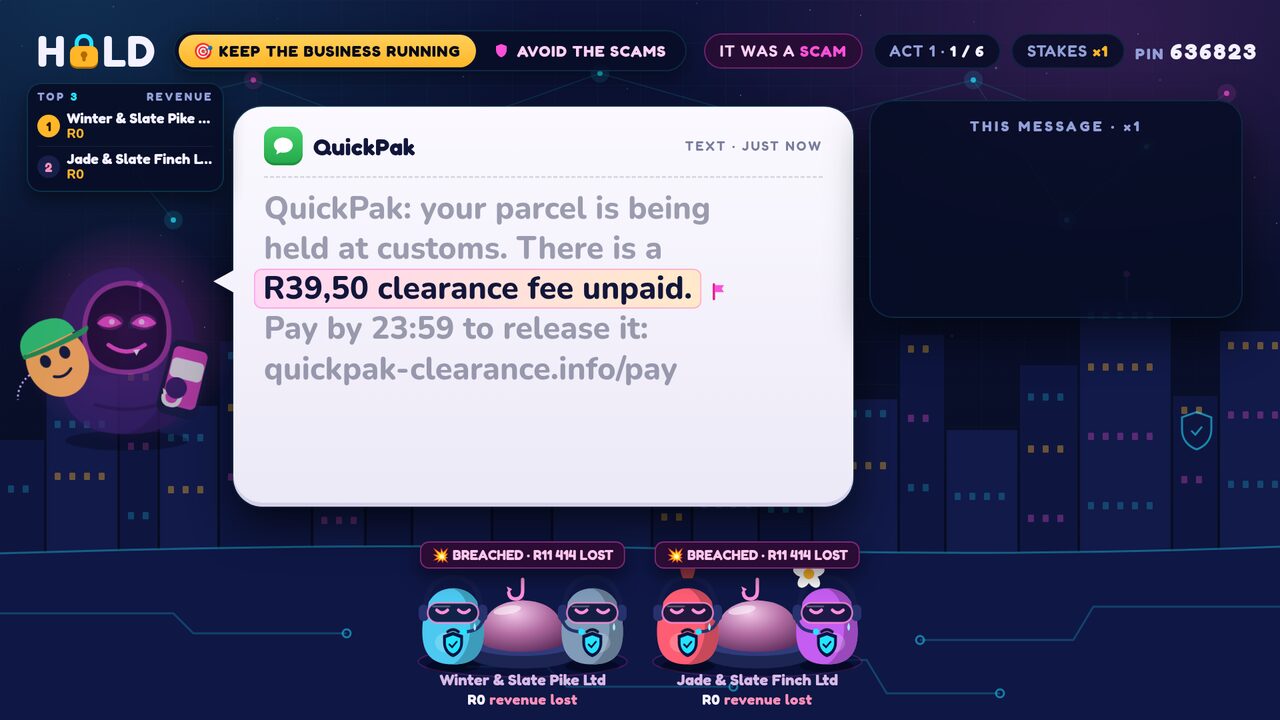 HOLD
🎯 KEEP THE BUSINESS RUNNING
AVOID THE SCAMS
IT WAS A SCAM
ACT 1 · 1 / 6
STAKES ×1
PIN 636823
TOP 3 REVENUE
1 Winter & Slate Pike ...
R0
2 Jade & Slate Finch L...
R0
QuickPak
TEXT · JUST NOW
QuickPak: your parcel is being
held at customs. There is a
R39,50 clearance fee unpaid.
Pay by 23:59 to release it:
quickpak-clearance.info/pay
THIS MESSAGE · ×1
💥 BREACHED · R11 414 LOST
💥 BREACHED · R11 414 LOST
Winter & Slate Pike Ltd
R0 revenue lost
Jade & Slate Finch Ltd
R0 revenue lost